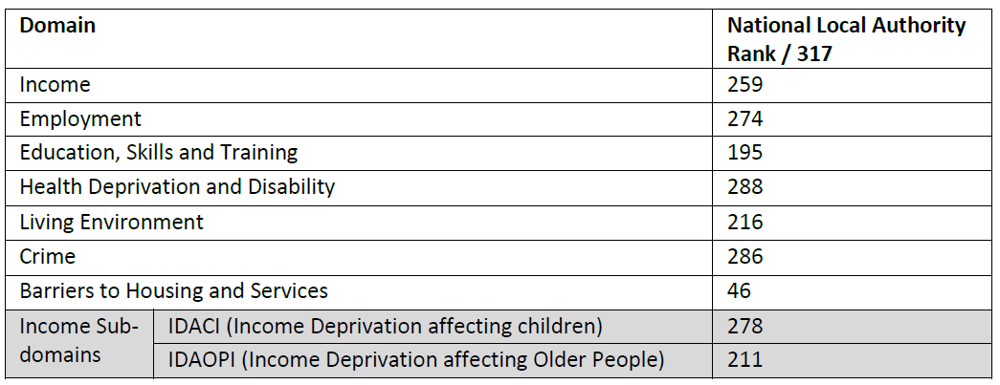 Domain National Local Authority
Rank / 317
Income 259
Employment 274
Education, Skills and Training 195
Health Deprivation and Disability 288
Living Environment 216
Crime 286
Barriers to Housing and Services 46
Income Sub-
domains
IDACI (Income Deprivation affecting children) 278
IDAOPI (Income Deprivation affecting Older People) 211